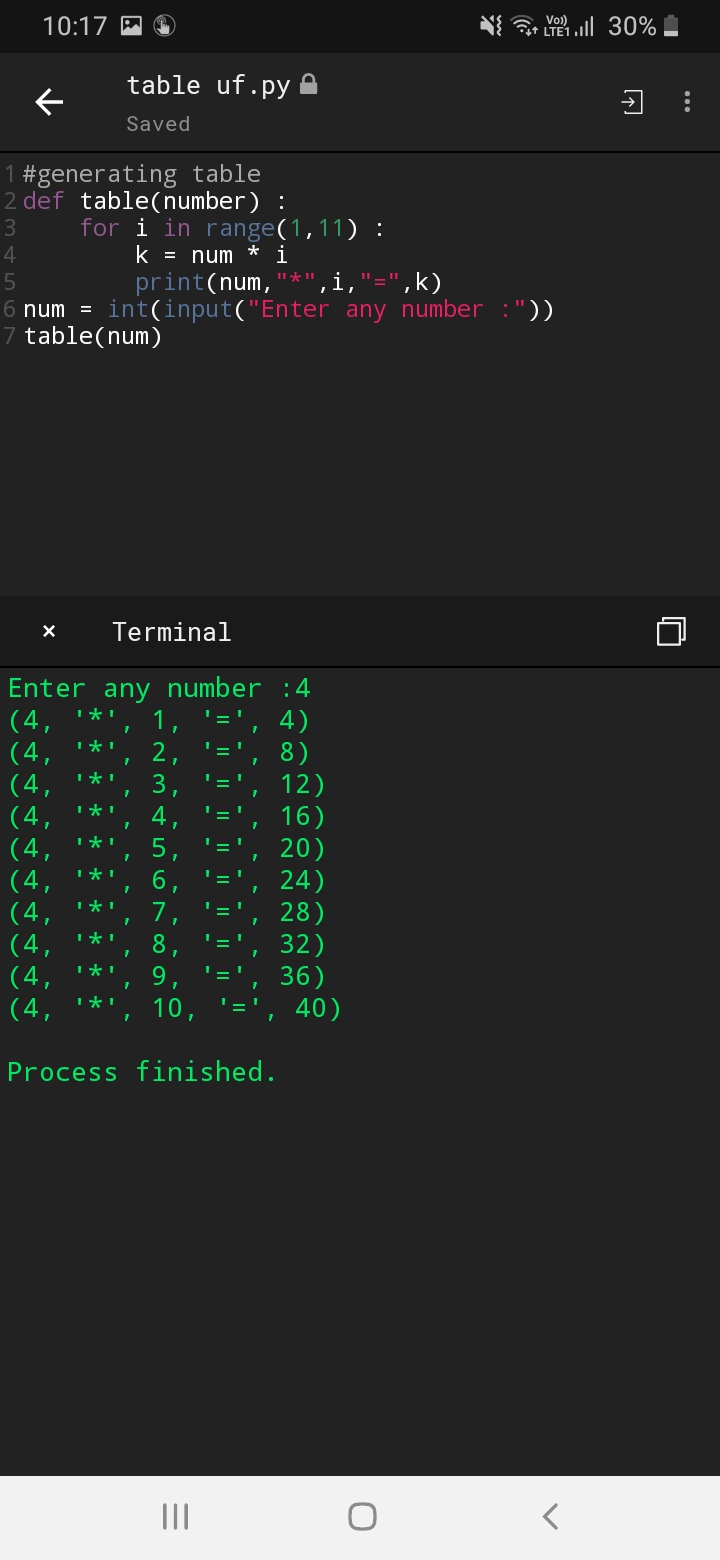 10:17 Vo)) LTE1 30%
table uf.py
Saved
1 #generating table
2 def table(number) :
3     for i in range(1,11) :
4         k = num * i
5         print(num,"*",i,"=",k)
6 num = int(input("Enter any number :"))
7 table(num)
× Terminal
Enter any number :4
(4, '*', 1, '=', 4)
(4, '*', 2, '=', 8)
(4, '*', 3, '=', 12)
(4, '*', 4, '=', 16)
(4, '*', 5, '=', 20)
(4, '*', 6, '=', 24)
(4, '*', 7, '=', 28)
(4, '*', 8, '=', 32)
(4, '*', 9, '=', 36)
(4, '*', 10, '=', 40)
Process finished.